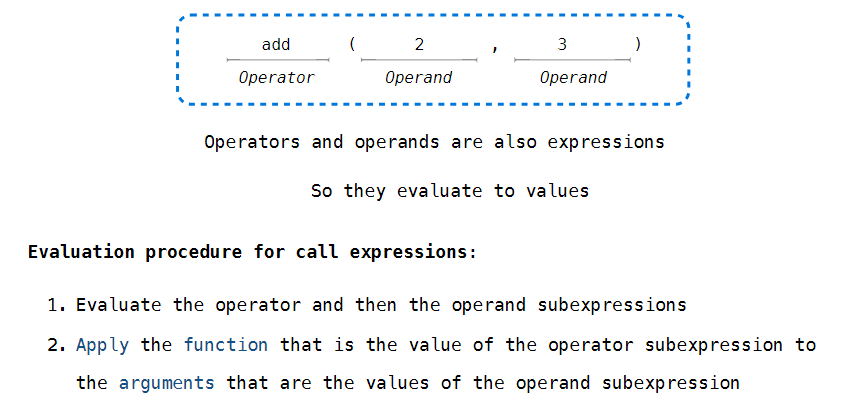 add ( 2 , 3 )
Operator Operand Operand
Operators and operands are also expressions
So they evaluate to values
Evaluation procedure for call expressions:
1. Evaluate the operator and then the operand subexpressions
2. Apply the function that is the value of the operator subexpression to
the arguments that are the values of the operand subexpression